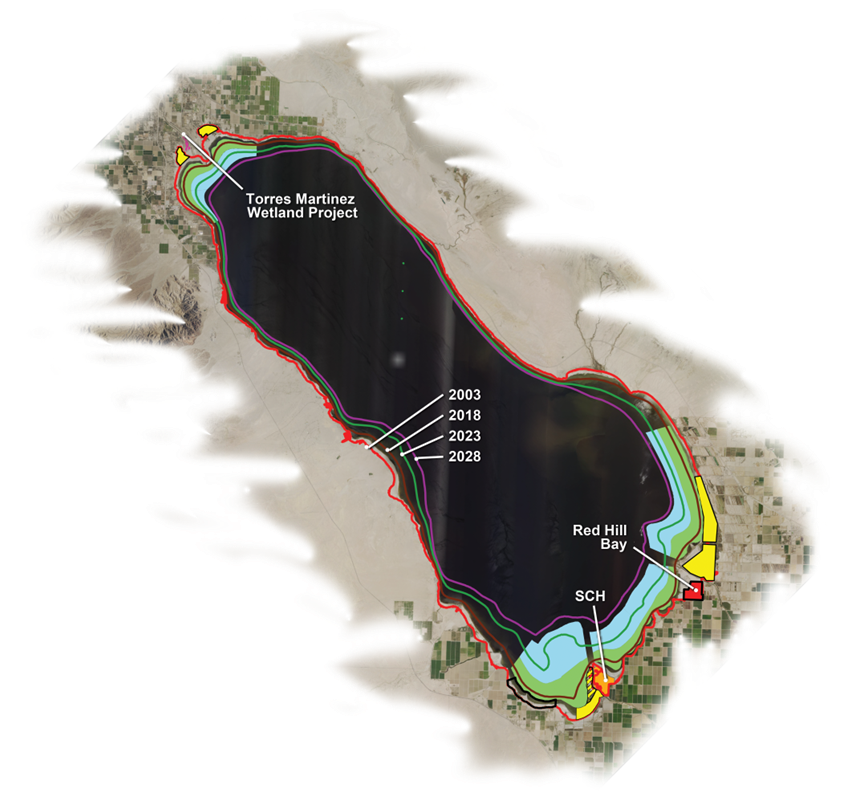 Torres Martinez
Wetland Project
2003
2018
2023
2028
Red Hill
Bay
SCH